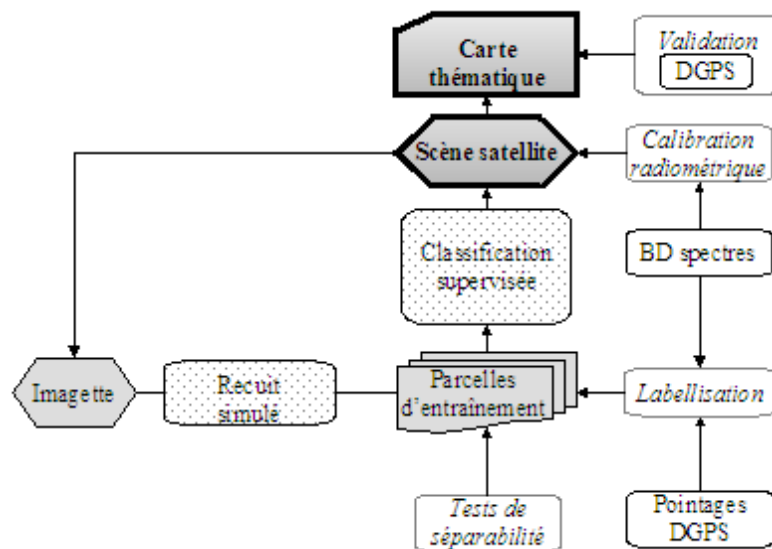 Carte
thématique
Validation
DGPS
Scène satellite
Calibration
radiométrique
Classification
supervisée
BD spectres
Imagette
Recuit
simulé
Parcelles
d'entraînement
Labellisation
Tests de
séparabilité
Pointages
DGPS